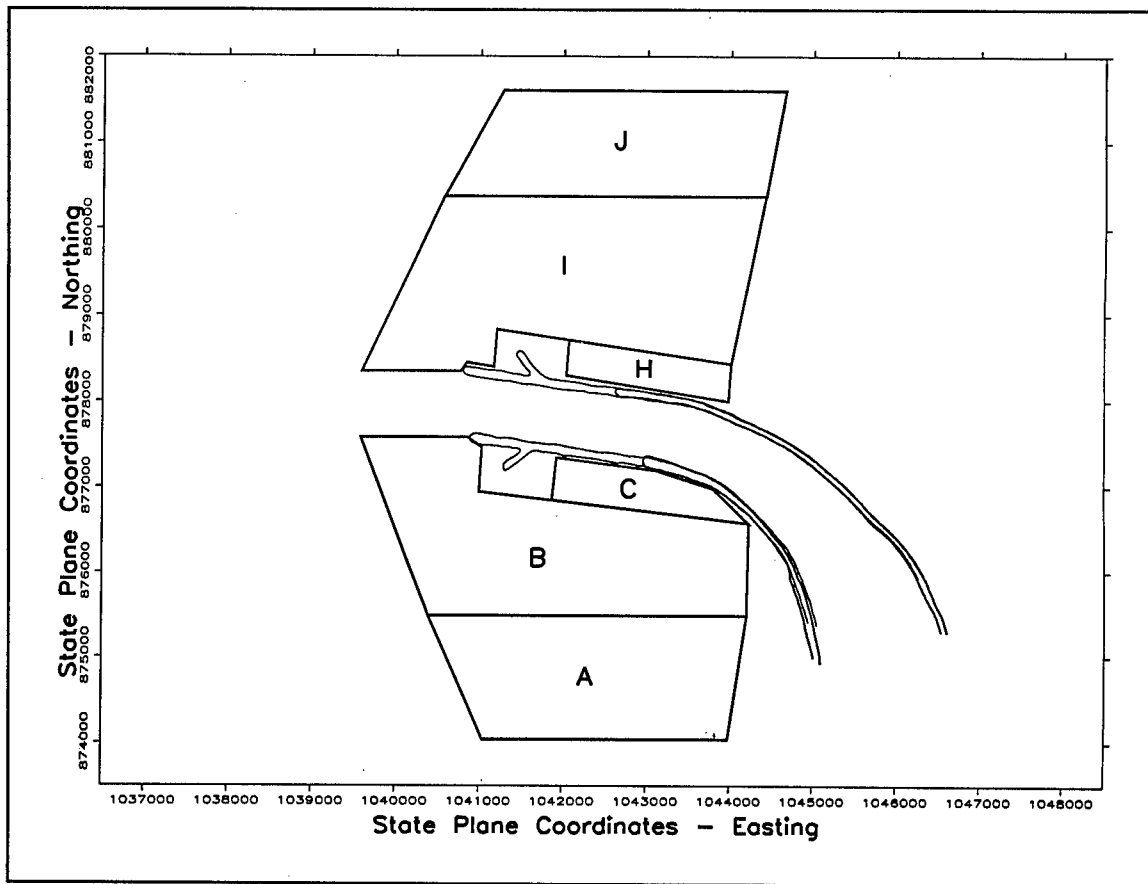 882000
881000
880000
879000
878000
877000
876000
875000
874000
State Plane Coordinates – Northing
J
I
H
C
B
A
1037000 1038000 1039000 1040000 1041000 1042000 1043000 1044000 1045000 1046000 1047000 1048000
State Plane Coordinates – Easting